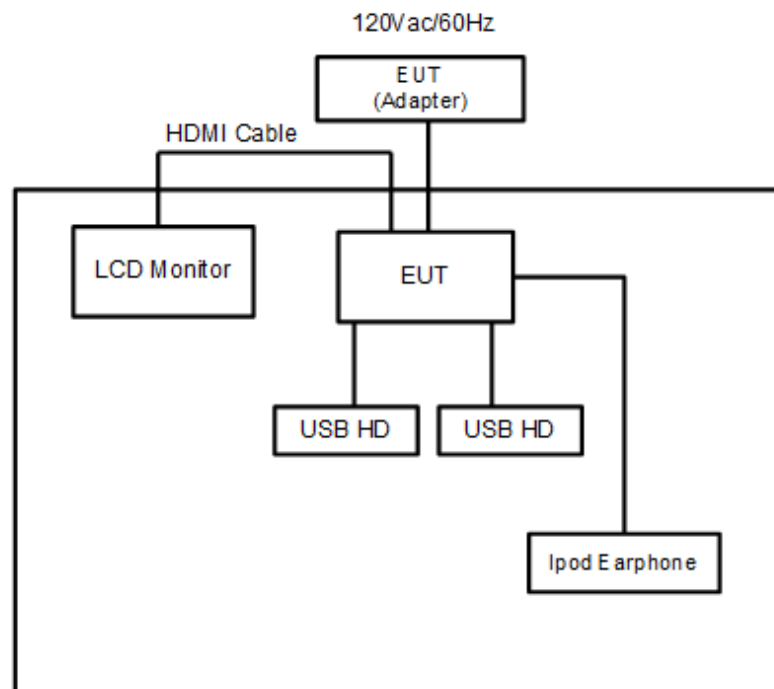 120Vac/60Hz
EUT
(Adapter)
HDMI Cable
LCD Monitor
EUT
USB HD
USB HD
Ipod Earphone